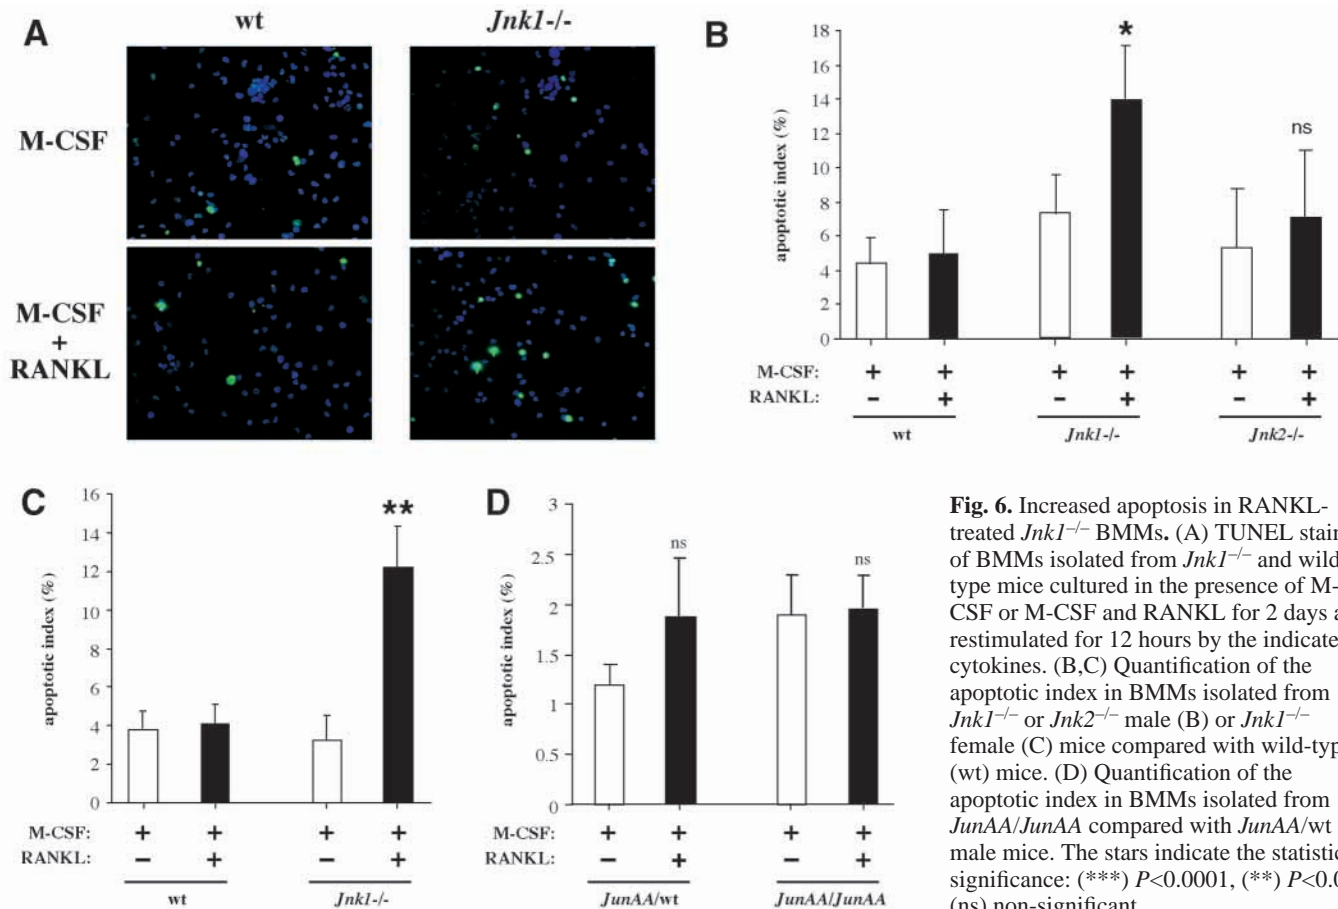 A
wt
Jnk1-/-
M-CSF
M-CSF
+
RANKL
B
18
16
14
12
10
8
6
4
2
0
apoptotic index (%)
*
ns
M-CSF: + + + + + +
RANKL: – + – + – +
wt Jnk1-/- Jnk2-/-
C
16
14
12
10
8
6
4
2
0
apoptotic index (%)
**
M-CSF: + + + +
RANKL: – + – +
wt Jnk1-/-
D
3
2.5
2
1.5
1
0.5
0
apoptotic index (%)
ns
ns
M-CSF: + + + +
RANKL: – + – +
JunAA/wt JunAA/JunAA
Fig. 6. Increased apoptosis in RANKL-
treated Jnk1–/– BMMs. (A) TUNEL stain
of BMMs isolated from Jnk1–/– and wild
type mice cultured in the presence of M-
CSF or M-CSF and RANKL for 2 days a
restimulated for 12 hours by the indicate
cytokines. (B,C) Quantification of the
apoptotic index in BMMs isolated from
Jnk1–/– or Jnk2–/– male (B) or Jnk1–/–
female (C) mice compared with wild-typ
(wt) mice. (D) Quantification of the
apoptotic index in BMMs isolated from
JunAA/JunAA compared with JunAA/wt
male mice. The stars indicate the statistic
significance: (***) P<0.0001, (**) P<0.0
(ns) non-significant